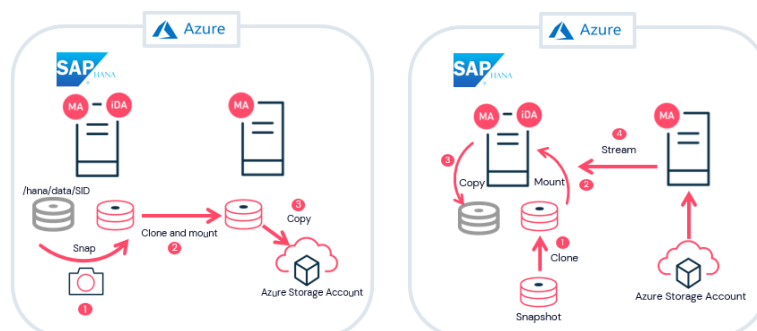 Azure
SAP HANA
®
MA
iDA
MA
/hana/data/SID
Snap
1
Clone and mount
2
3
Copy
Azure Storage Account
Azure
SAP HANA
®
MA
iDA
MA
4
Stream
3
Copy
Mount
2
1
Clone
Snapshot
Azure Storage Account